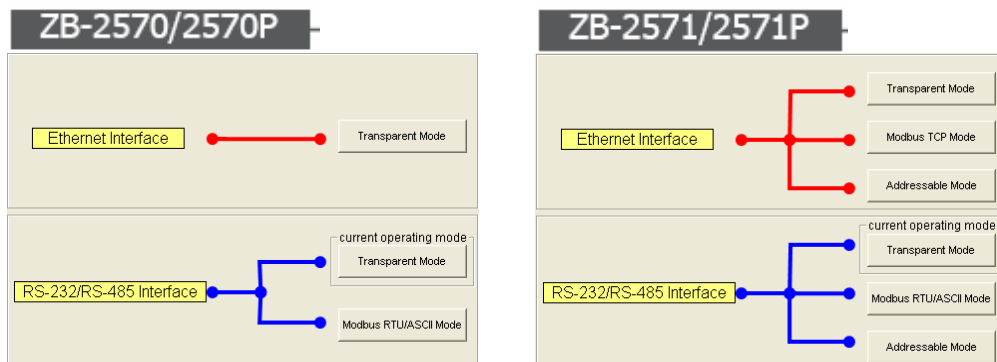 ZB-2570/2570P
Ethernet Interface
Transparent Mode
current operating mode
Transparent Mode
RS-232/RS-485 Interface
Modbus RTU/ASCII Mode
ZB-2571/2571P
Transparent Mode
Ethernet Interface
Modbus TCP Mode
Addressable Mode
current operating mode
Transparent Mode
RS-232/RS-485 Interface
Modbus RTU/ASCII Mode
Addressable Mode